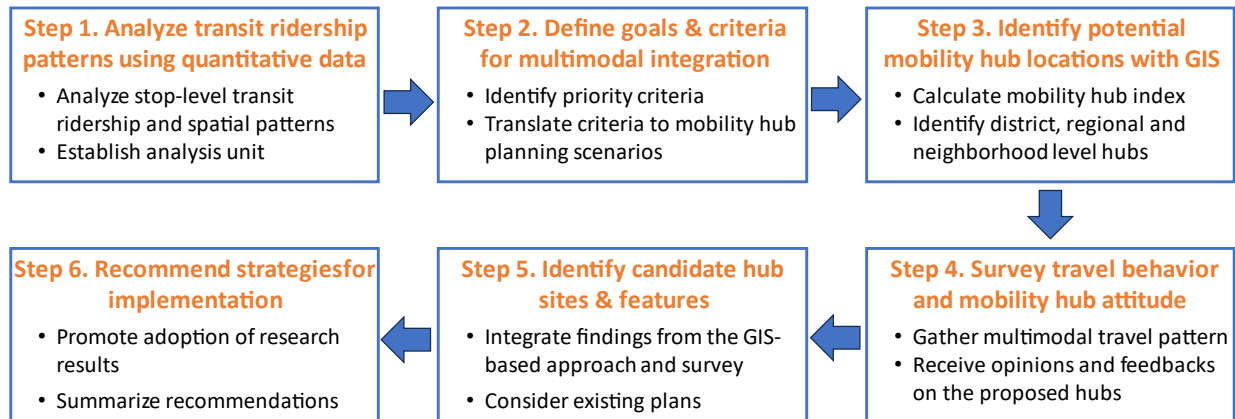 Step 1. Analyze transit ridership
patterns using quantitative data
• Analyze stop-level transit
ridership and spatial patterns
• Establish analysis unit
Step 2. Define goals & criteria
for multimodal integration
• Identify priority criteria
• Translate criteria to mobility hub
planning scenarios
Step 3. Identify potential
mobility hub locations with GIS
• Calculate mobility hub index
• Identify district, regional and
neighborhood level hubs
Step 4. Survey travel behavior
and mobility hub attitude
• Gather multimodal travel pattern
• Receive opinions and feedbacks
on the proposed hubs
Step 5. Identify candidate hub
sites & features
• Integrate findings from the GIS-
based approach and survey
• Consider existing plans
Step 6. Recommend strategiesfor
implementation
• Promote adoption of research
results
• Summarize recommendations